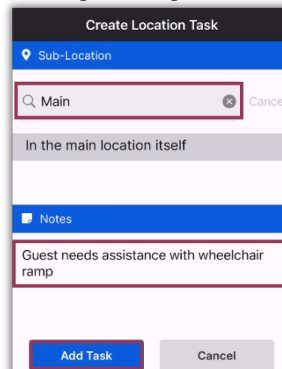 Create Location Task
Sub-Location
Main
Cance
In the main location itself
Notes
Guest needs assistance with wheelchair
ramp
Add Task
Cancel